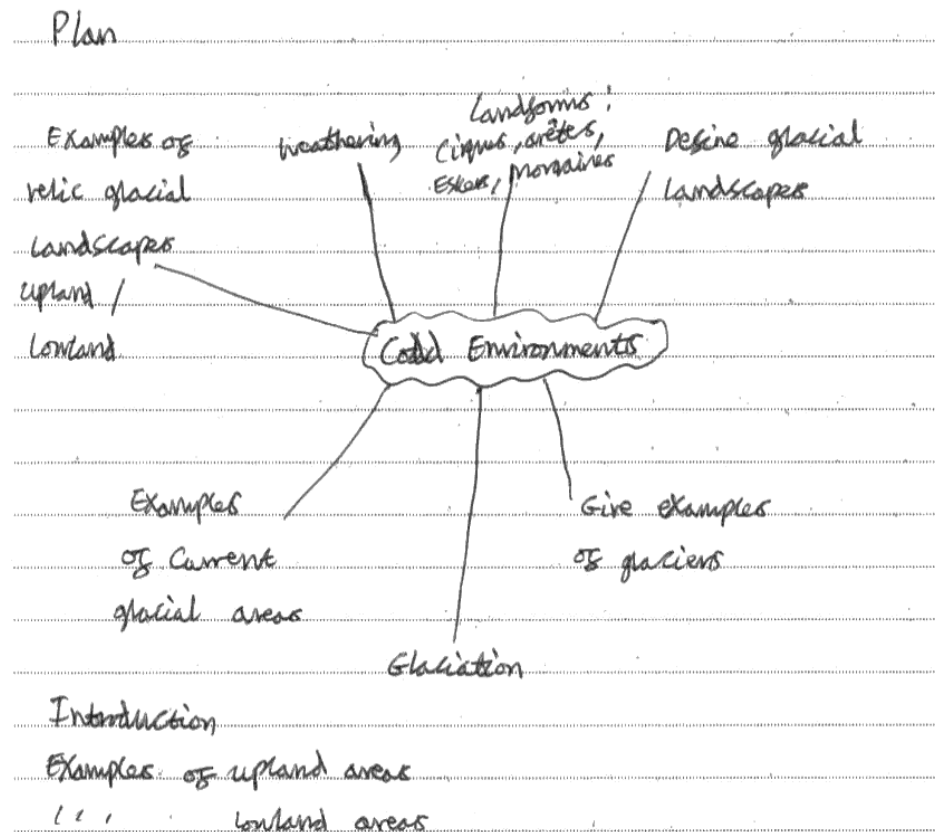 Plan
Examples of
relic glacial
landscapes
upland /
lowland
Weathering
Landforms:
Cirques, arêtes,
Eskers, Moraines
Define glacial
landscapes
Cold Environments
Examples
of current
glacial areas
Give examples
of glaciers
Glaciation
Introduction
Examples of upland areas
" " lowland areas